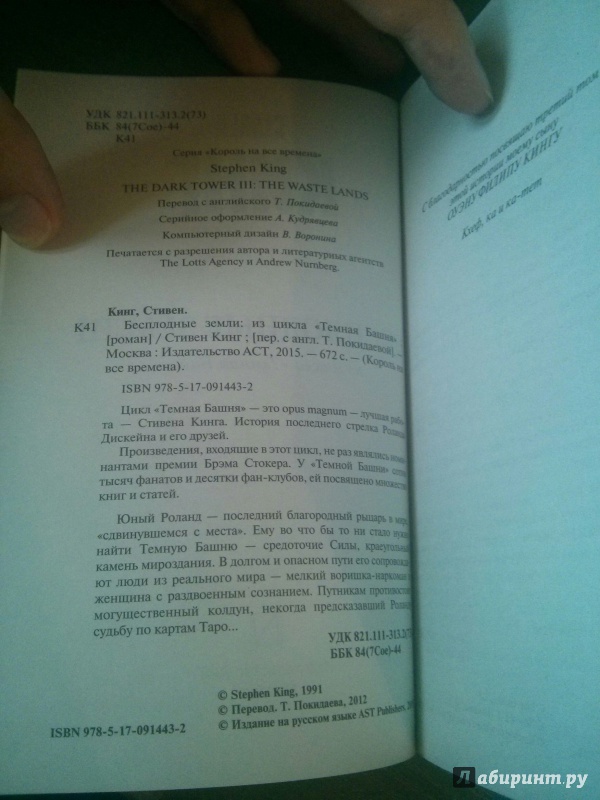 УДК 821.111-313.2(73)
ББК 84(7Сое)-44
К41
Серия «Король на все времена»
Stephen King
THE DARK TOWER III: THE WASTE LANDS
Перевод с английского Т. Покидаевой
Серийное оформление А. Кудрявцева
Компьютерный дизайн В. Воронина
Печатается с разрешения автора и литературных агентств
The Lotts Agency и Andrew Nurnberg.
Кинг, Стивен.
К41 Бесплодные земли: из цикла «Темная Башня»
[роман] / Стивен Кинг ; [пер. с англ. Т. Покидаевой]. —
Москва : Издательство АСТ, 2015. — 672 с. — (Король на
все времена).
ISBN 978-5-17-091443-2
Цикл «Темная Башня» — это opus magnum — лучшая рабо-
та — Стивена Кинга. История последнего стрелка Роланда
Дискейна и его друзей.
Произведения, входящие в этот цикл, не раз являлись номи-
нантами премии Брэма Стокера. У «Темной Башни»
тысяч фанатов и десятки фан-клубов, ей посвящено множество
книг и статей.
Юный Роланд — последний благородный рыцарь в мире,
«сдвинувшемся с места». Ему во что бы то ни стало нужно
найти Темную Башню — средоточие Силы, краеугольный
камень мироздания. В долгом и опасном пути его сопровожда-
ют люди из реального мира — мелкий воришка-наркоман и
женщина с раздвоенным сознанием. Путникам противостоит
могущественный колдун, некогда предсказавший Роланду
судьбу по картам Таро...
УДК 821.111-313.2(73)
ББК 84(7Сое)-44
© Stephen King, 1991
© Перевод. Т. Покидаева, 2012
© Издание на русском языке AST Publishers,
ISBN 978-5-17-091443-2
С благодарностью посвящаю третий том
этой истории моему сыну
ОУЭНУ ФИЛИПУ КИНГУ
Кхеф, ка и ка-тет
Лабиринт.ру